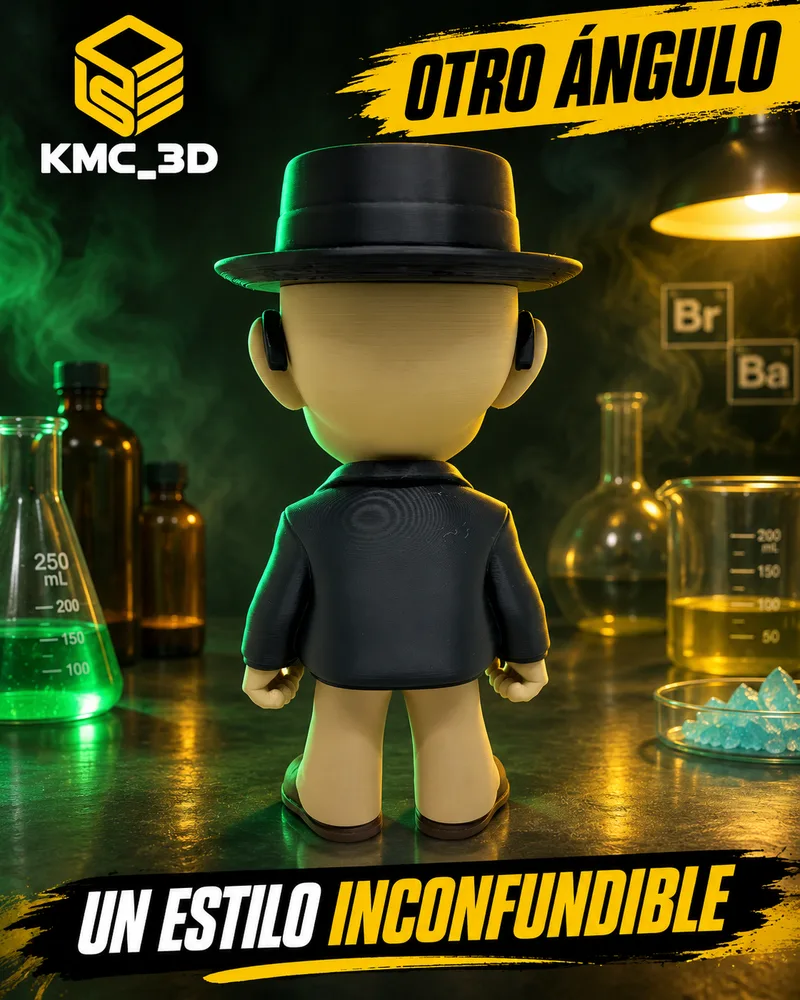 KMC_3D
OTRO ÁNGULO
Br
Ba
250
mL
200
150
100
200
mL
150
100
50
UN ESTILO INCONFUNDIBLE